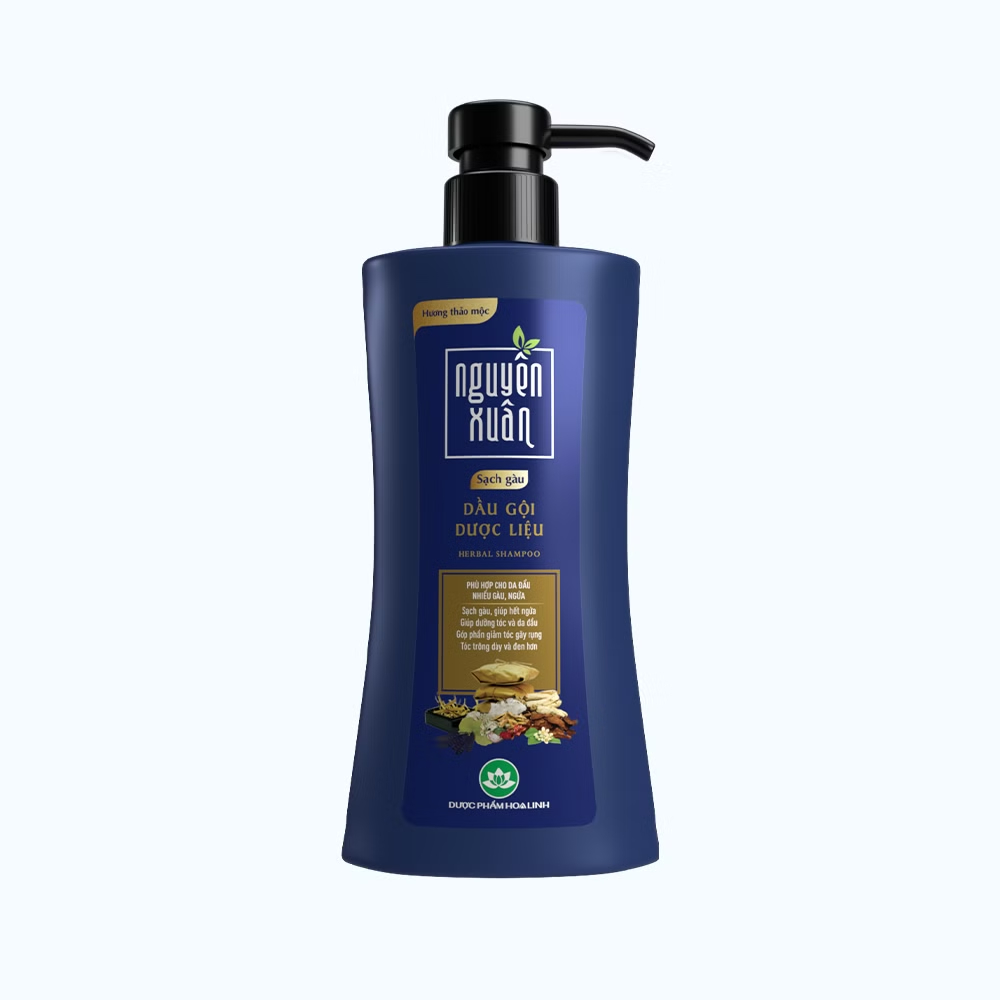 Hương thảo mộc
nguyên
xuân
Sạch gàu
DẦU GỘI
DƯỢC LIỆU
HERBAL SHAMPOO
PHÙ HỢP CHO DA ĐẦU
NHIỀU GÀU, NGỨA
Sạch gàu, giúp hết ngứa
Giúp dưỡng tóc và da đầu
Góp phần giảm tóc gãy rụng
Tóc trông dày và đen hơn
DƯỢC PHẨM HOA LINH